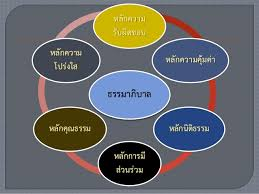 หลักความ
รับผิดชอบ
หลักความ
โปร่งใส
หลักความคุ้มค่า
ธรรมาภิบาล
หลักคุณธรรม
หลักนิติธรรม
หลักการมี
ส่วนร่วม